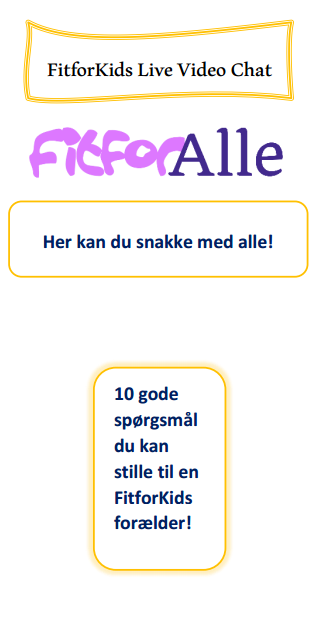 FitforKids Live Video Chat
FitforAlle
Her kan du snakke med alle!
10 gode
spørgsmål
du kan
stille til en
FitforKids
forælder!